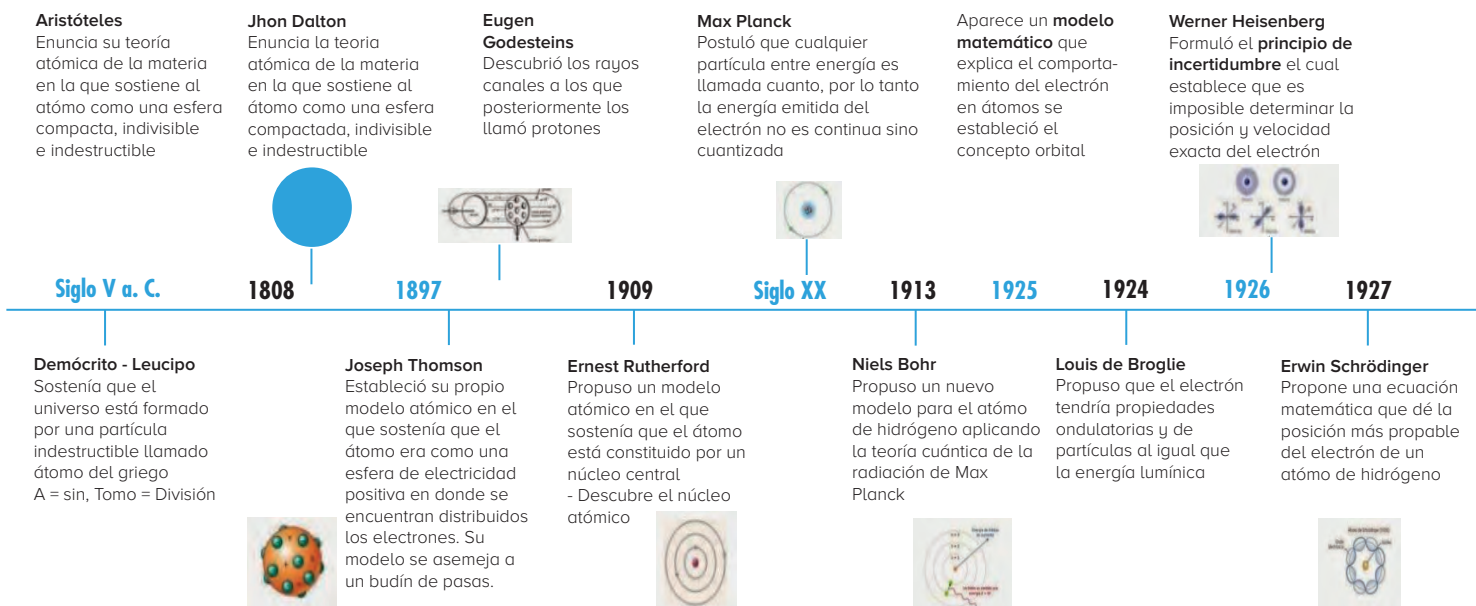 Aristóteles
Enuncia su teoría
atómica de la materia
en la que sostiene al
atómo como una esfera
compacta, indivisible
e indestructible
Jhon Dalton
Enuncia la teoria
atómica de la materia
en la que sostiene al
átomo como una esfera
compactada, indivisible
e indestructible
Eugen
Godesteins
Descubrió los rayos
canales a los que
posteriormente los
llamó protones
Max Planck
Postuló que cualquier
partícula entre energía es
llamada cuanto, por lo tanto
la energía emitida del
electrón no es continua sino
cuantizada
Aparece un modelo
matemático que
explica el comporta-
miento del electrón
en átomos se
estableció el
concepto orbital
Werner Heisenberg
Formuló el principio de
incertidumbre el cual
establece que es
imposible determinar la
posición y velocidad
exacta del electrón
Siglo V a. C.
1808
1897
1909
Siglo XX
1913
1925
1924
1926
1927
Demócrito - Leucipo
Sostenía que el
universo está formado
por una partícula
indestructible llamado
átomo del griego
A = sin, Tomo = División
Joseph Thomson
Estableció su propio
modelo atómico en el
que sostenía que el
átomo era como una
esfera de electricidad
positiva en donde se
encuentran distribuidos
los electrones. Su
modelo se asemeja a
un budín de pasas.
Ernest Rutherford
Propuso un modelo
atómico en el que
sostenía que el átomo
está constituido por un
núcleo central
- Descubre el núcleo
atómico
Niels Bohr
Propuso un nuevo
modelo para el atómo
de hidrógeno aplicando
la teoría cuántica de la
radiación de Max
Planck
Louis de Broglie
Propuso que el electrón
tendría propiedades
ondulatorias y de
partículas al igual que
la energía lumínica
Erwin Schrödinger
Propone una ecuación
matemática que dé la
posición más propable
del electrón de un
atómo de hidrógeno